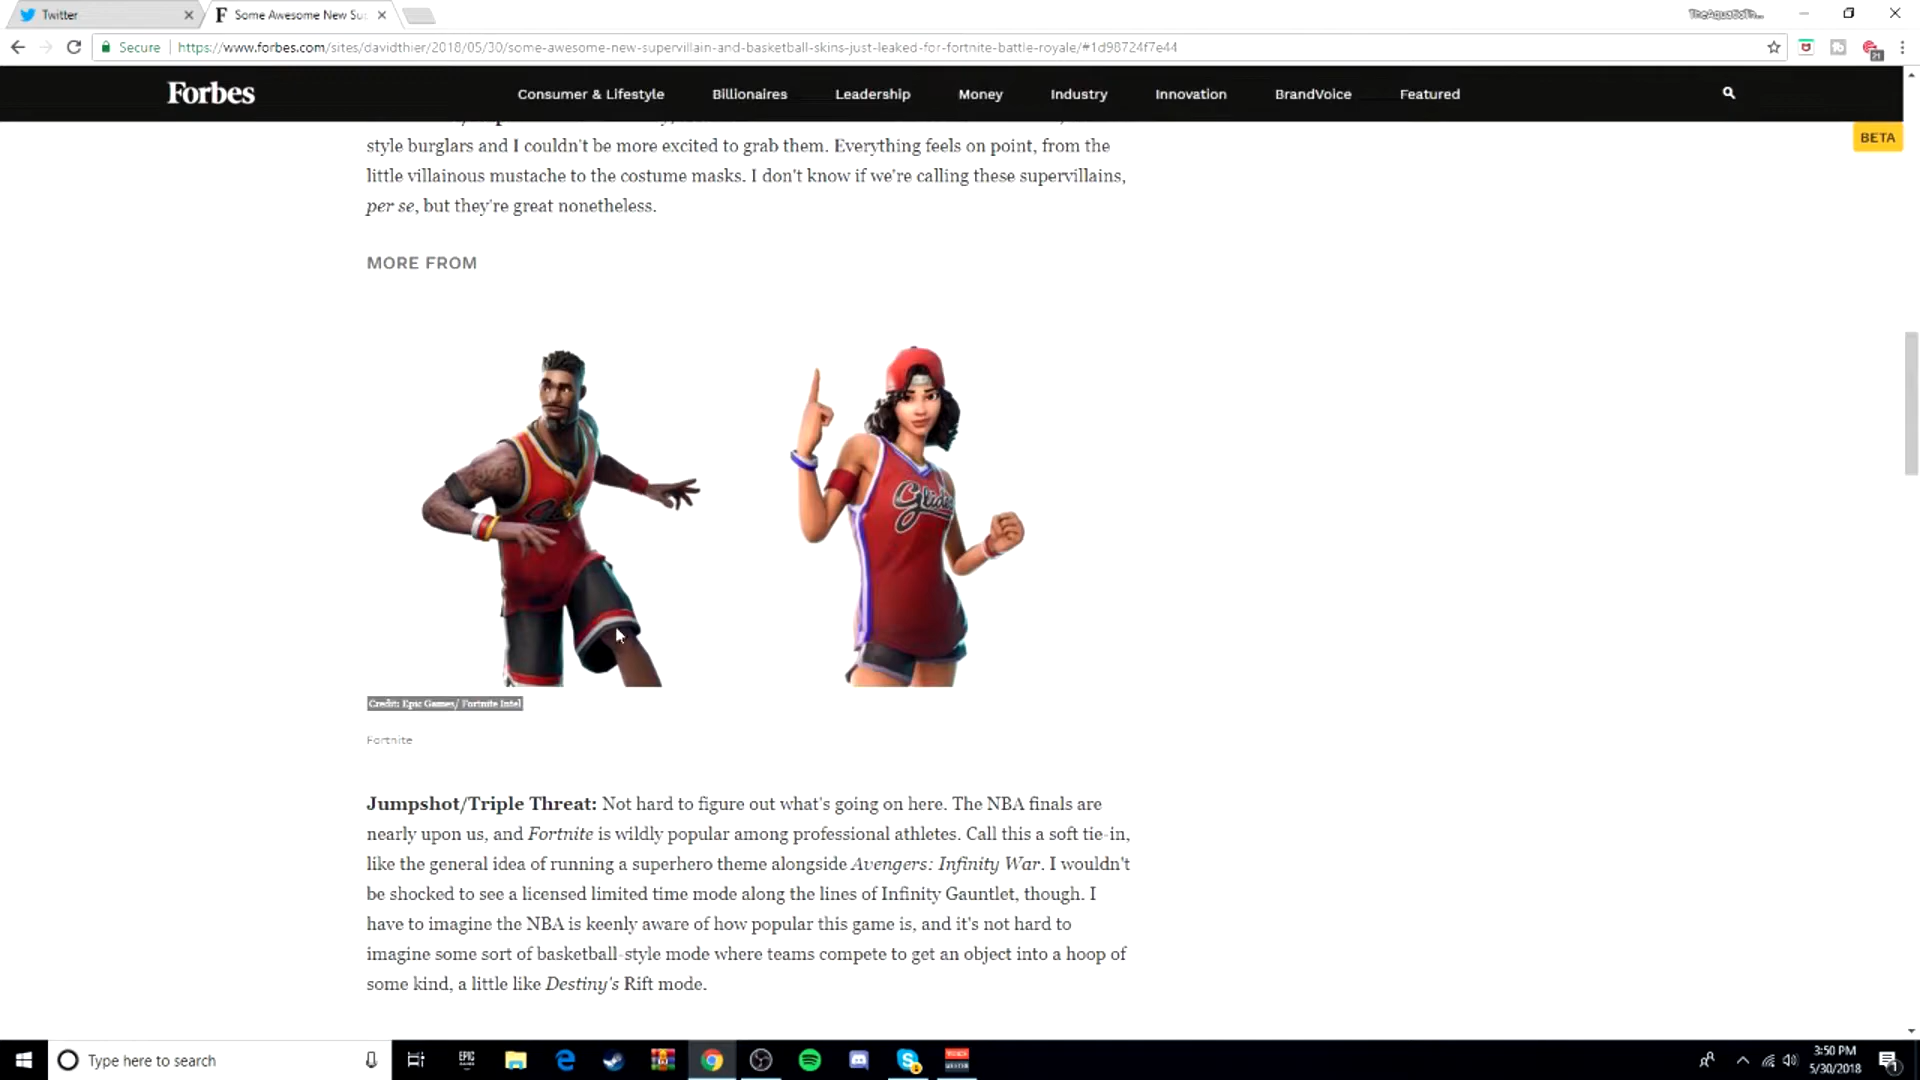 Twitter
Some Awesome New Su
Secure
https://www.forbes.com/sites/davidthier/2018/05/30/some-awesome-new-supervillain-and-basketball-skins-just-leaked-for-fortnite-battle-royale/#1d98724f7e44
21
Forbes
Consumer & Lifestyle
Billionaires
Leadership
Money
Industry
Innovation
BrandVoice
Featured
BETA
style burglars and I couldn't be more excited to grab them. Everything feels on point, from the
little villainous mustache to the costume masks. I don't know if we're calling these supervillains,
per se, but they're great nonetheless.
MORE FROM
Credit: Epic Games/ Fortnite Intel
Fortnite
Jumpshot/Triple Threat: Not hard to figure out what's going on here. The NBA finals are
nearly upon us, and Fortnite is wildly popular among professional athletes. Call this a soft tie-in,
like the general idea of running a superhero theme alongside Avengers: Infinity War. I wouldn't
be shocked to see a licensed limited time mode along the lines of Infinity Gauntlet, though. I
have to imagine the NBA is keenly aware of how popular this game is, and it's not hard to
imagine some sort of basketball-style mode where teams compete to get an object into a hoop of
some kind, a little like Destiny's Rift mode.
Type here to search
EPIC
3:50 PM
5/30/2018
1